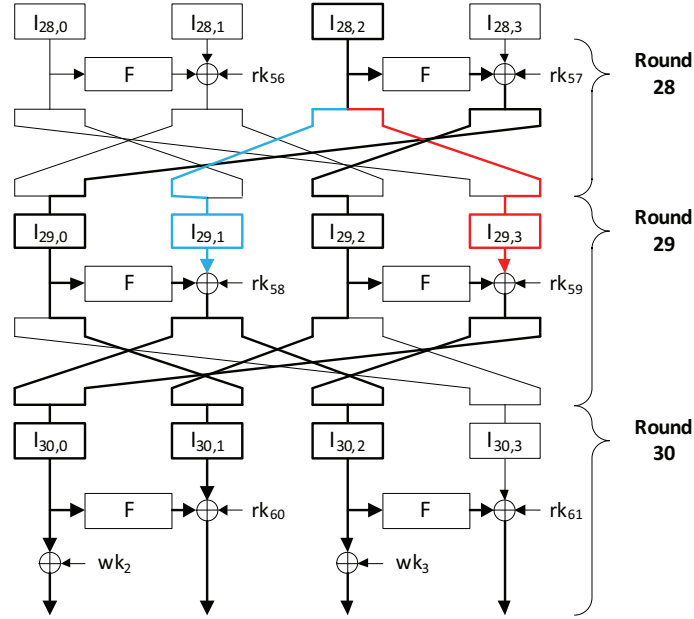 I28,0 I28,1 I28,2 I28,3
F rk56 F rk57
Round
28
I29,0 I29,1 I29,2 I29,3
Round
29
F rk58 F rk59
I30,0 I30,1 I30,2 I30,3
Round
30
F rk60 F rk61
wk2 wk3